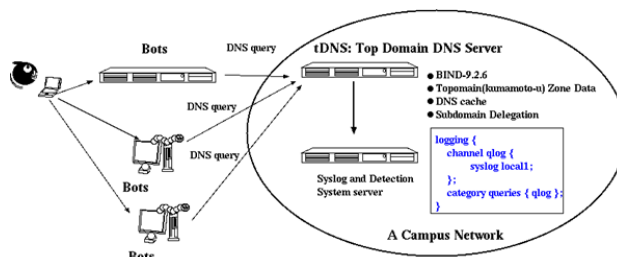 Bots
DNS query
tDNS: Top Domain DNS Server
BIND-9.2.6
Topomain(kumamoto-u) Zone Data
DNS cache
Subdomain Delegation
DNS query
DNS query
Bots
Bots
Syslog and Detection
System server
logging {
channel qlog {
syslog local1;
};
category queries { qlog };
}
A Campus Network